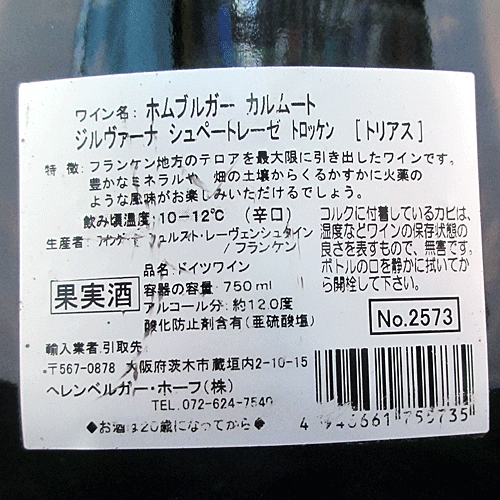 ワイン名: ホムブルガー カルムート
ジルヴァーナ シュペートレーゼ トロッケン [トリアス]
特 徴: フランケン地方のテロアを最大限に引き出したワインです。
豊かなミネラルや、畑の土壌からくるかすかに火薬の
ような風味がお楽しみいただけるでしょう。
飲み頃温度: 10-12℃ (辛口)
生産者: フュルスト・レーヴェンシュタイン
/フランケン
品名: ドイツワイン
容器の容量: 750ml
アルコール分: 約12.0度
酸化防止剤含有(亜硫酸塩)
果実酒
コルクに付着しているカビは、
湿度などワインの保存状態の
良さを表すもので、無害です。
ボトルの口を静かに拭いてか
ら開栓して下さい。
No.2573
輸入業者,引取先
〒567-0878 大阪府茨木市蔵垣内2-10-15
ヘレンベルガー・ホーフ(株)
TEL.072-624-7540
◆お酒は20歳になってから◆